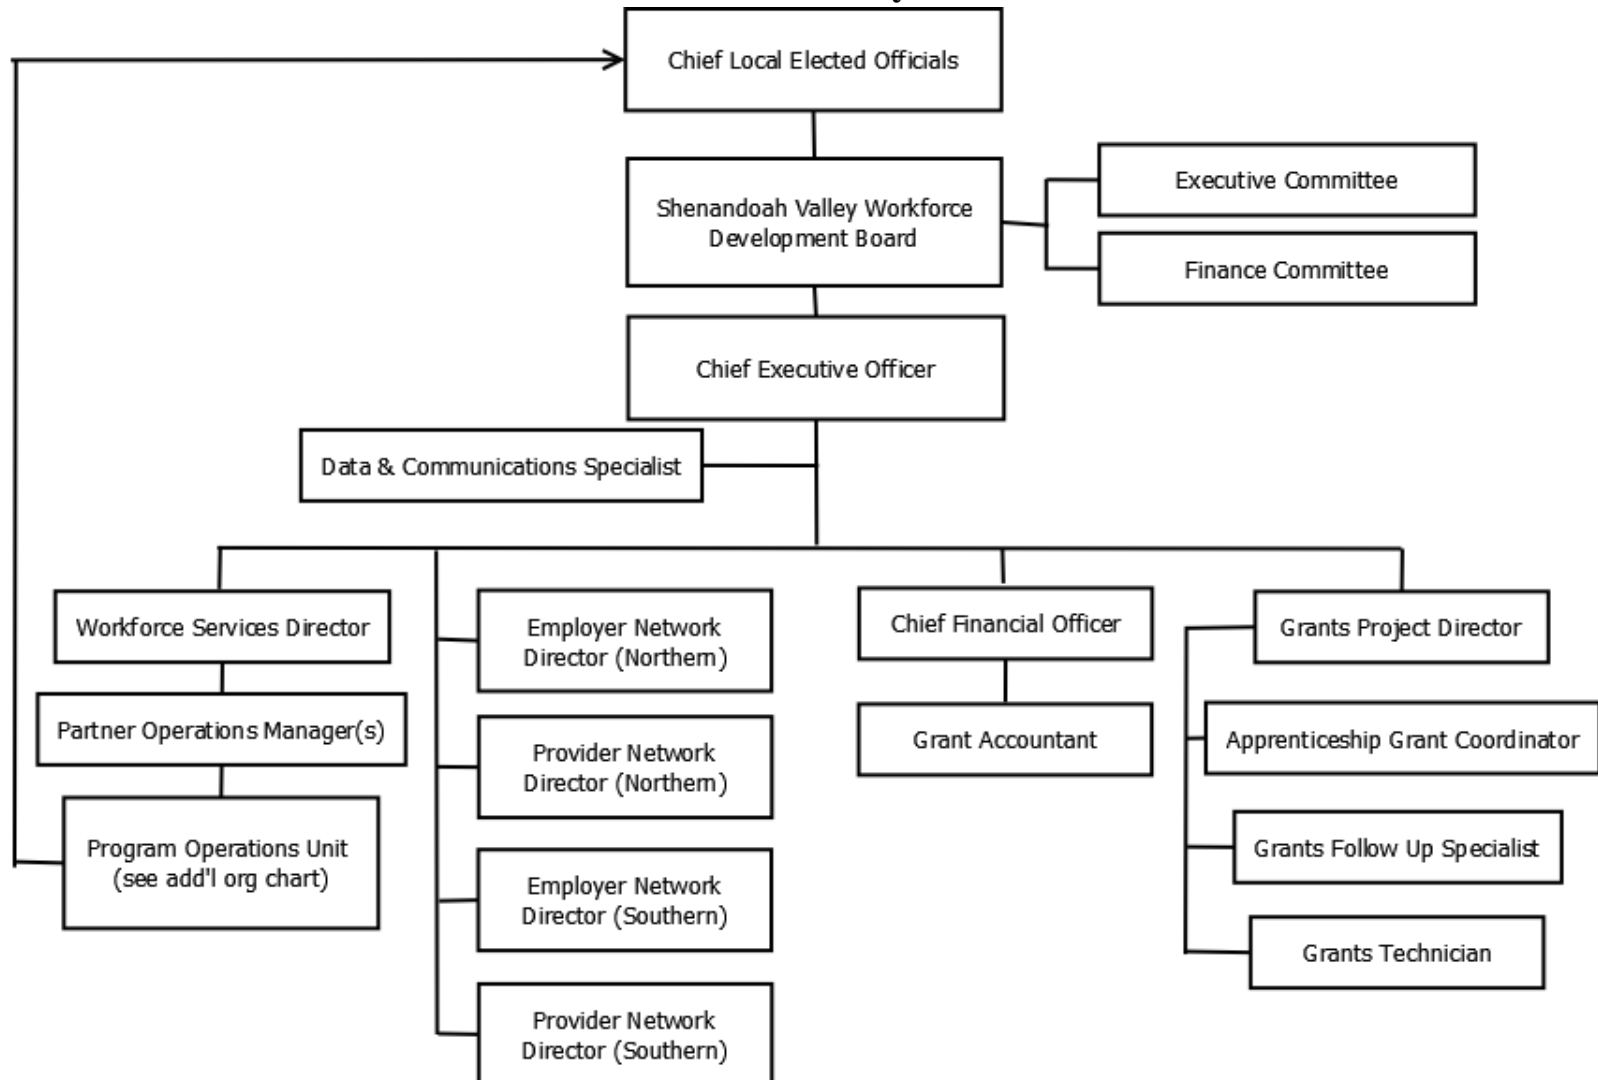 Chief Local Elected Officials
Shenandoah Valley Workforce
Development Board
Executive Committee
Finance Committee
Chief Executive Officer
Data & Communications Specialist
Workforce Services Director
Partner Operations Manager(s)
Program Operations Unit
(see add'l org chart)
Employer Network
Director (Northern)
Provider Network
Director (Northern)
Employer Network
Director (Southern)
Provider Network
Director (Southern)
Chief Financial Officer
Grant Accountant
Grants Project Director
Apprenticeship Grant Coordinator
Grants Follow Up Specialist
Grants Technician